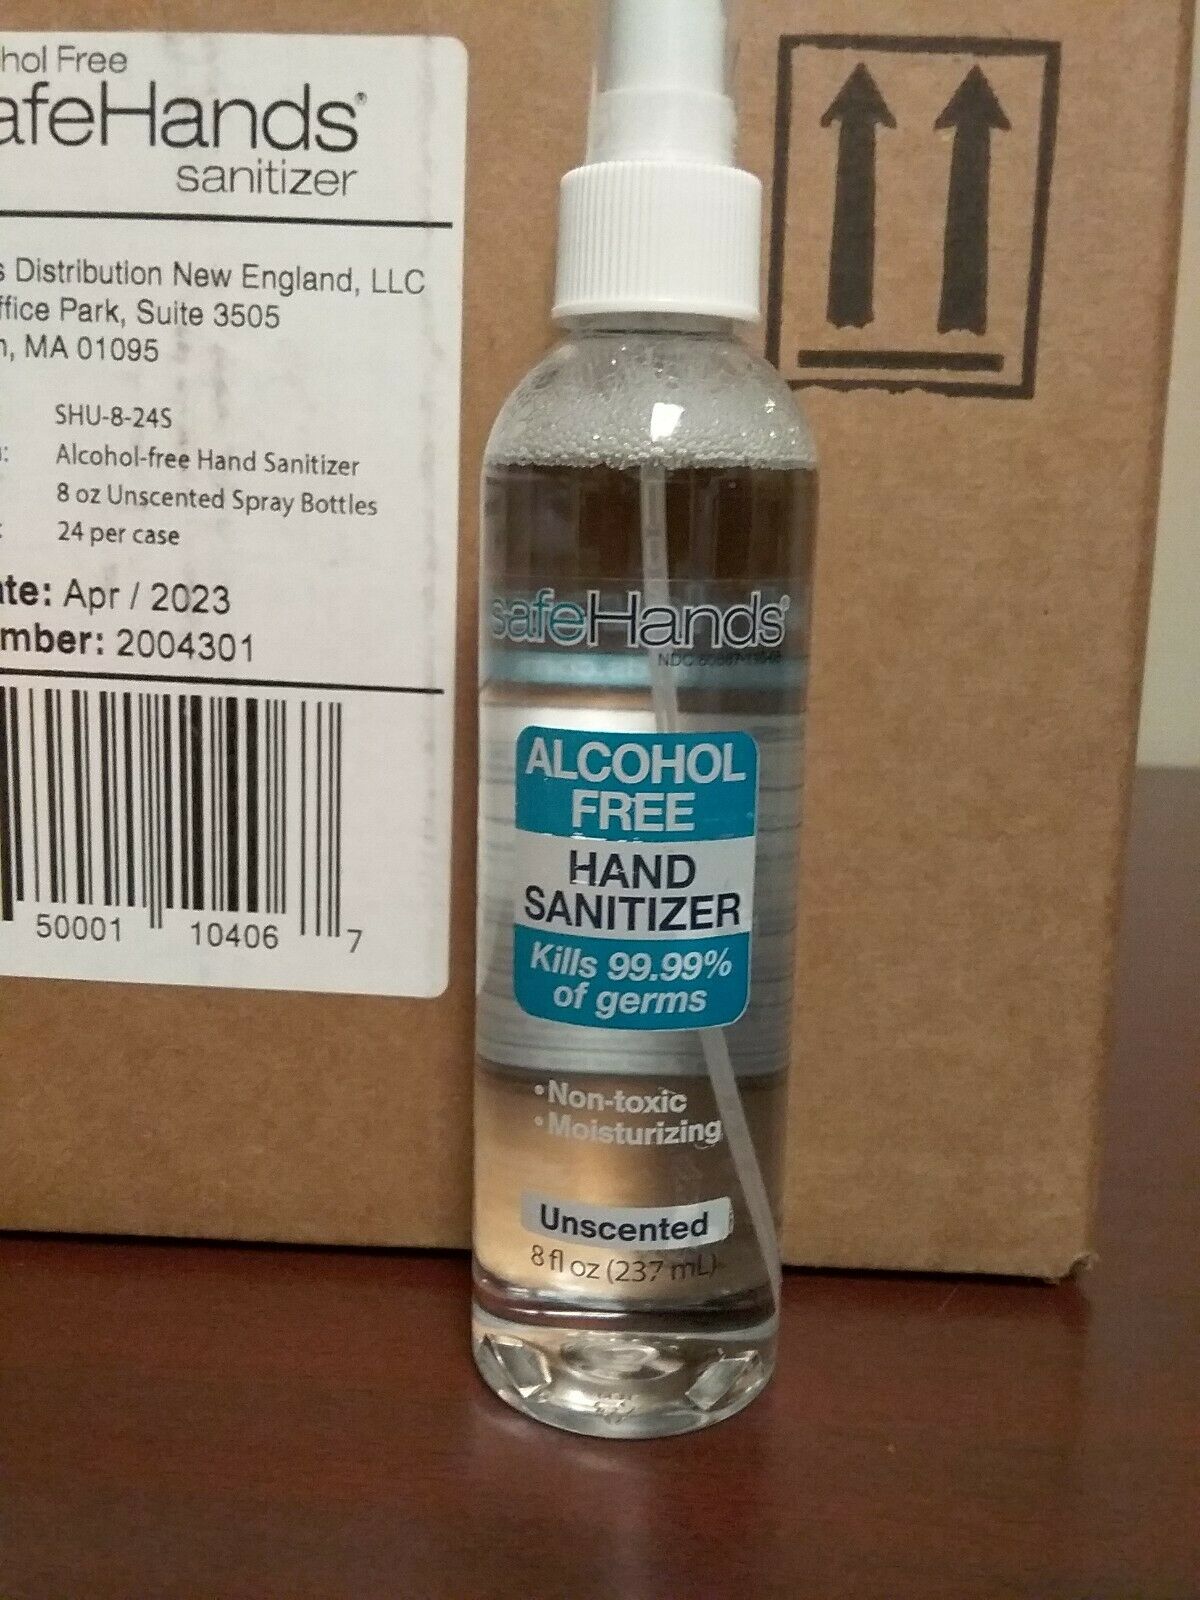 hol Free
afeHands®
sanitizer
s Distribution New England, LLC
ffice Park, Suite 3505
, MA 01095
SHU-8-24S
: Alcohol-free Hand Sanitizer
8 oz Unscented Spray Bottles
: 24 per case
ate: Apr / 2023
mber: 2004301
50001 10406 7
safeHands®
NDC
ALCOHOL
FREE
HAND
SANITIZER
Kills 99.99%
of germs
• Non-toxic
• Moisturizing
Unscented
8 fl oz (237 mL)